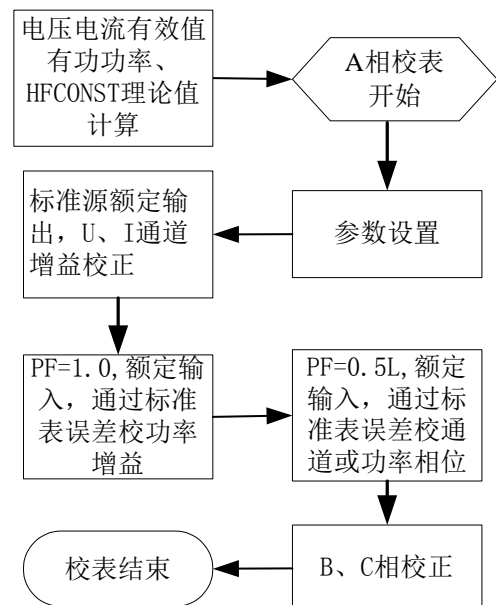 电压电流有效值
有功功率、
HFCONST理论值
计算
A相校表
开始
参数设置
标准源额定输
出，U、I通道
增益校正
PF=1.0,额定输
入，通过标准
表误差校功率
增益
PF=0.5L,额定
输入，通过标
准表误差校通
道或功率相位
B、C相校正
校表结束